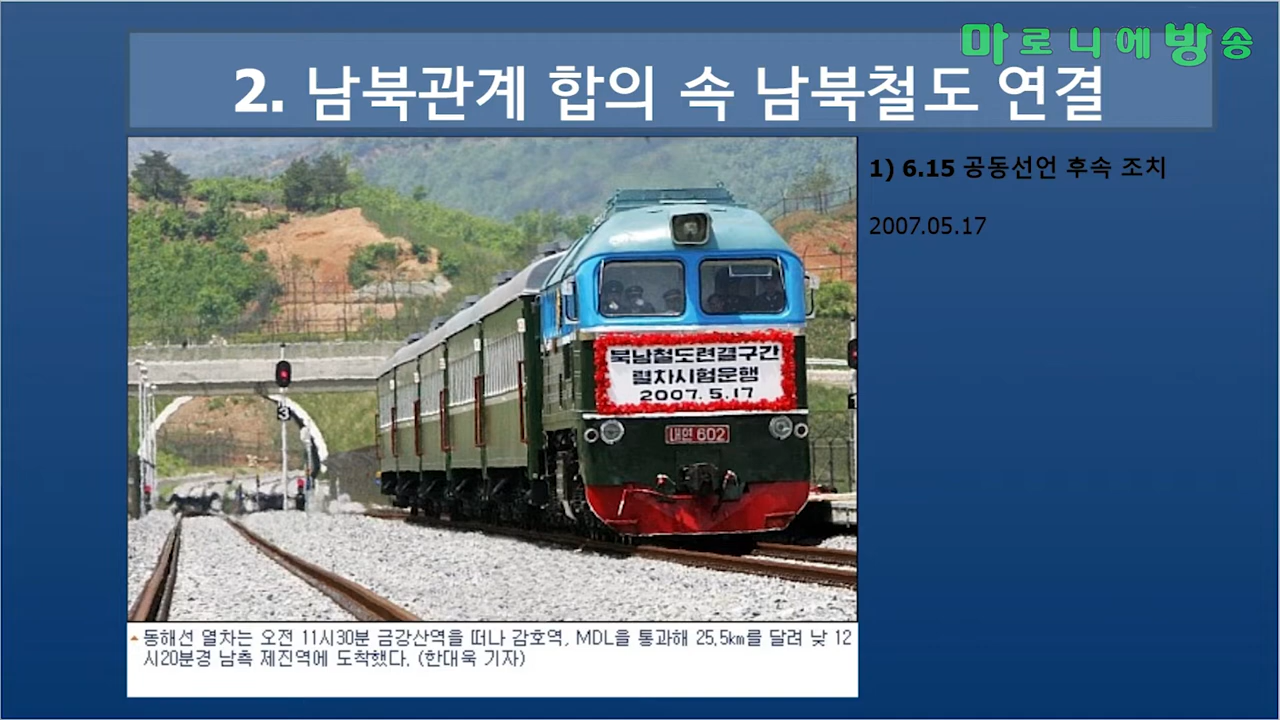 마로니에방송
2. 남북관계 합의 속 남북철도 연결
1) 6.15 공동선언 후속 조치
2007.05.17
북남철도련결구간
렬차시험운행
2007. 5.17
내연 602
3
동해선 열차는 오전 11시30분 금강산역을 떠나 감호역, MDL을 통과해 25.5km를 달려 낮 12
시20분경 남측 제진역에 도착했다. (한대욱 기자)